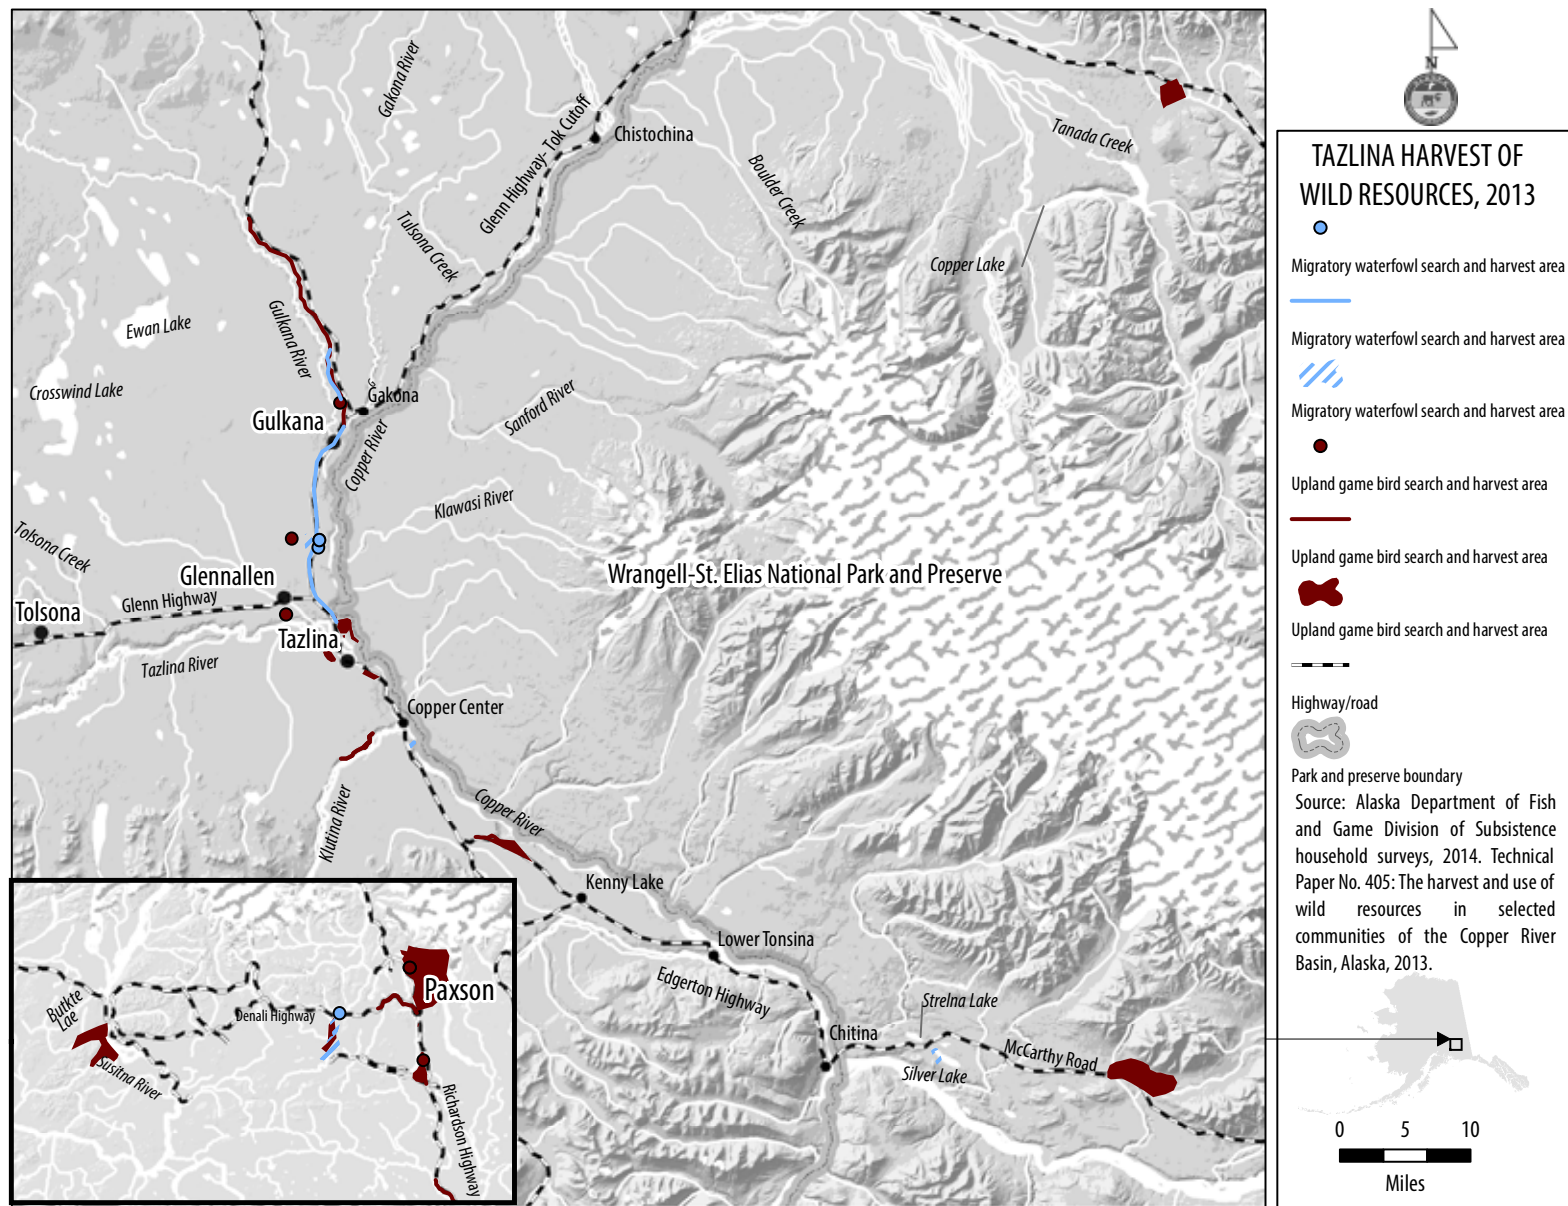 Gakona River
Glenn Highway- Tok Cutoff
Chistochina
Tanada Creek
Boulder Creek
Tulsona Creek
Copper Lake
Gulkana River
Ewan Lake
Crosswind Lake
Gakona
Sanford River
Gulkana
Copper River
Klawasi River
Tolsona Creek
Glennallen
Wrangell-St. Elias National Park and Preserve
Glenn Highway
Tolsona
Tazlina
Tazlina River
Copper Center
Klutina River
Copper River
Kenny Lake
Lower Tonsina
Edgerton Highway
Strelna Lake
Chitina
McCarthy Road
Silver Lake
Paxson
Butkte
Lae
Denali Highway
Susitna River
Richardson Highway
N
TAZLINA HARVEST OF
WILD RESOURCES, 2013
Migratory waterfowl search and harvest area
Migratory waterfowl search and harvest area
Migratory waterfowl search and harvest area
Upland game bird search and harvest area
Upland game bird search and harvest area
Upland game bird search and harvest area
Highway/road
Park and preserve boundary
Source: Alaska Department of Fish
and Game Division of Subsistence
household surveys, 2014. Technical
Paper No. 405: The harvest and use of
wild resources in selected
communities of the Copper River
Basin, Alaska, 2013.
0 5 10
Miles